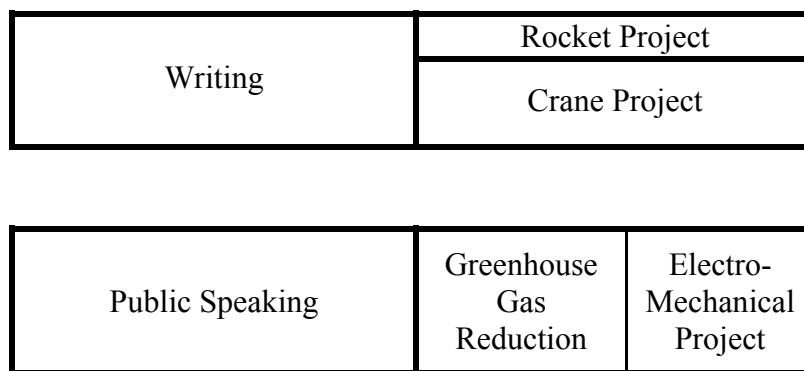 Writing
Rocket Project
Crane Project
Public Speaking
Greenhouse
Gas
Reduction
Electro-
Mechanical
Project